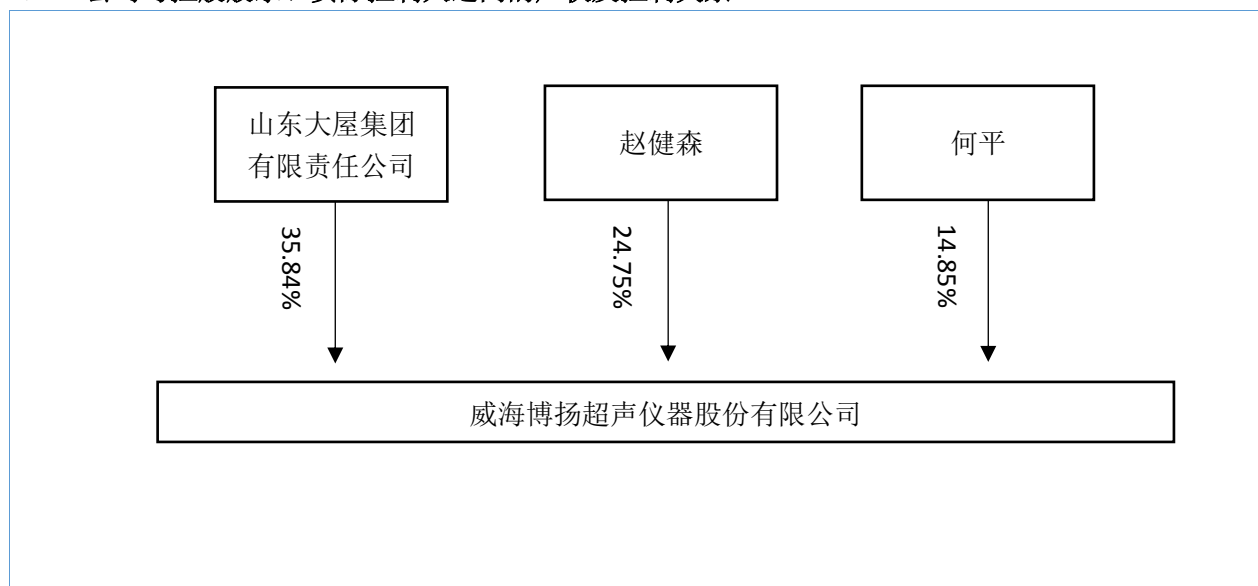 山东大屋集团
有限责任公司
赵健森
何平
35.84%
24.75%
14.85%
威海博扬超声仪器股份有限公司